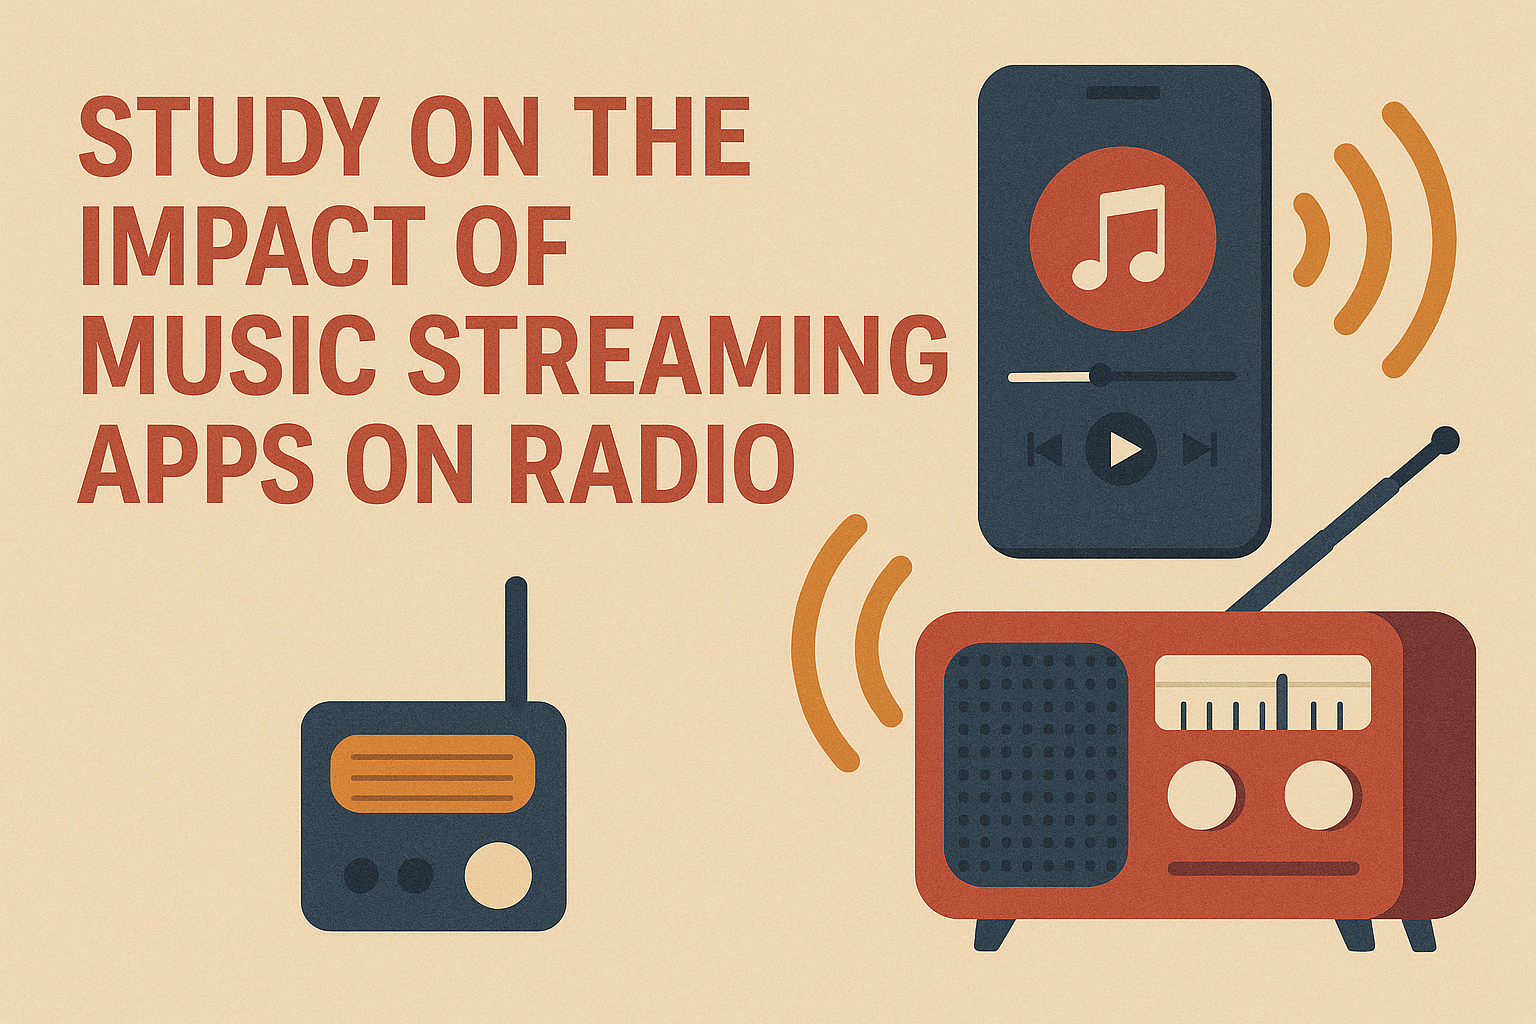 STUDY ON THE
IMPACT OF
MUSIC STREAMING
APPS ON RADIO